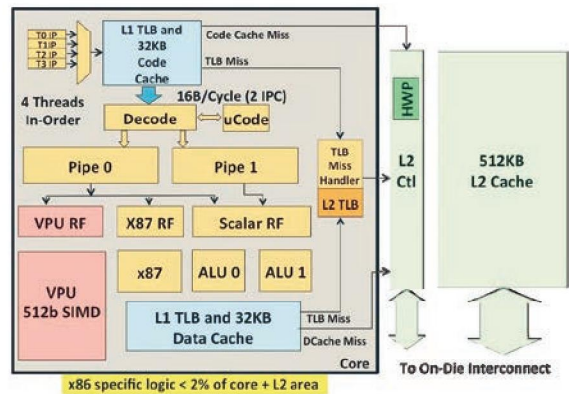 T0 IP
T1 IP
T2 IP
T3 IP
L1 TLB and
32KB
Code
Cache
Code Cache Miss
TLB Miss
4 Threads
In-Order
16B/Cycle (2 IPC)
Decode
uCode
Pipe 0
Pipe 1
TLB
Miss
Handler
L2 TLB
HWP
L2
Ctl
512KB
L2 Cache
VPU RF
X87 RF
Scalar RF
VPU
512b SIMD
x87
ALU 0
ALU 1
L1 TLB and 32KB
Data Cache
TLB Miss
DCache Miss
Core
To On-Die Interconnect
x86 specific logic < 2% of core + L2 area